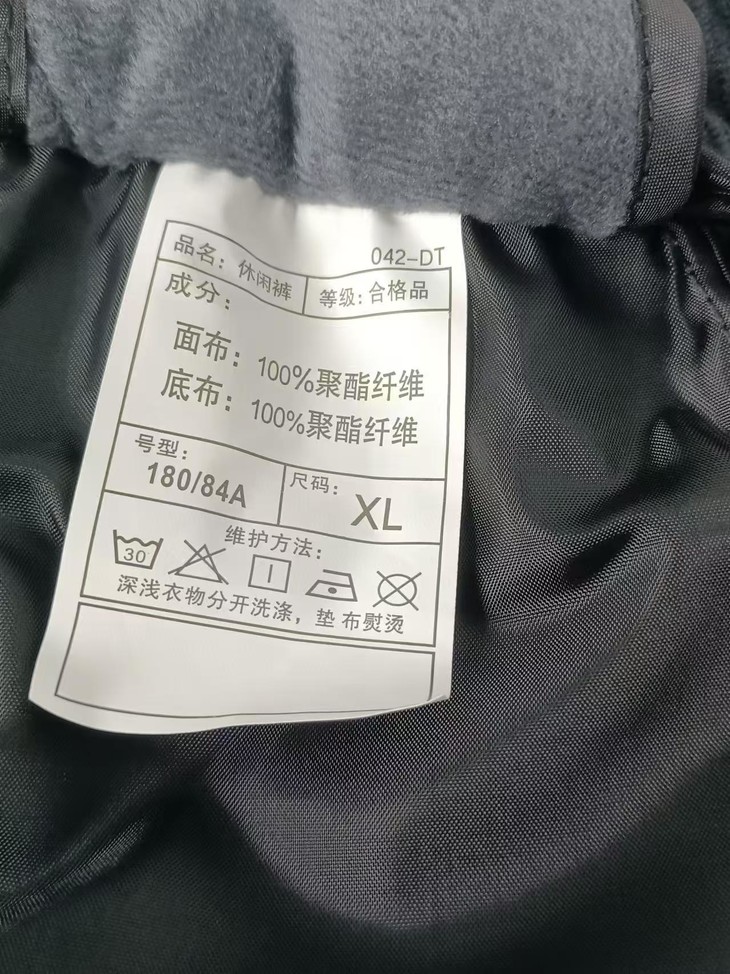 042-DT
品名：休闲裤 等级：合格品
成分：
面布：100%聚酯纤维
底布：100%聚酯纤维
号型： 尺码：
180/84A XL
维护方法：
30
深浅衣物分开洗涤，垫布熨烫